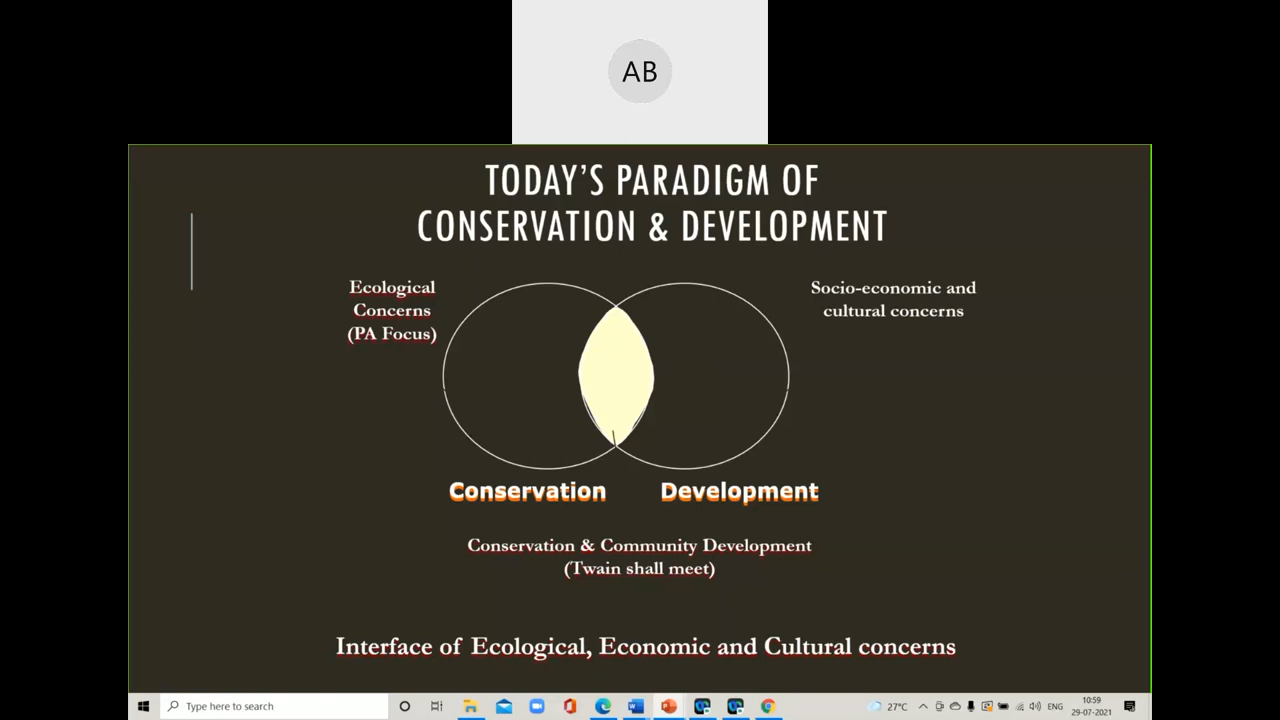 AB
TODAY'S PARADIGM OF
CONSERVATION & DEVELOPMENT
Ecological
Concerns
(PA Focus)
Socio-economic and
cultural concerns
Conservation
Development
Conservation & Community Development
(Twain shall meet)
Interface of Ecological, Economic and Cultural concerns
Type here to search
27°C
ENG
10:59
29-07-2021